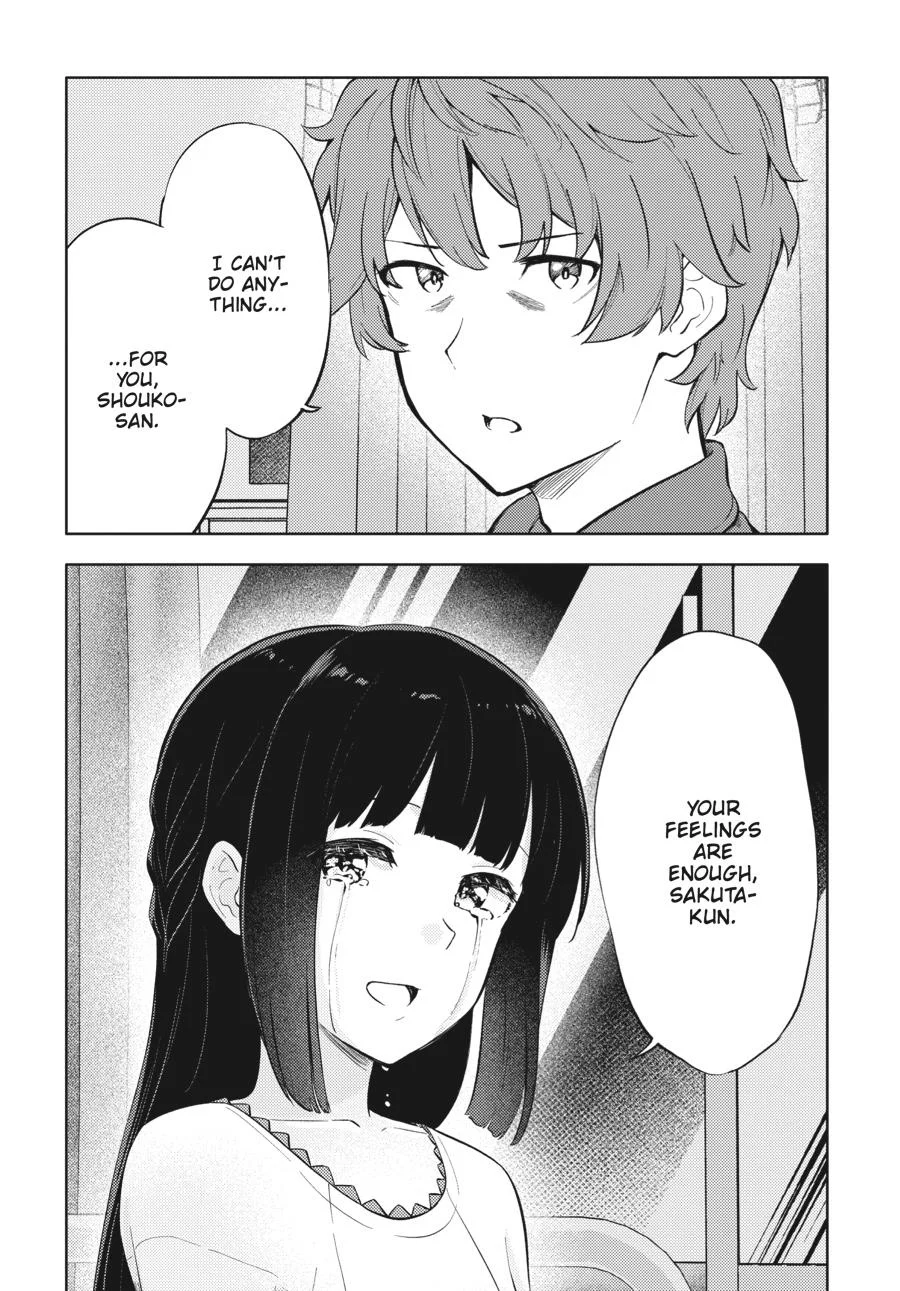 I CAN'T
DO ANY-
THING...
...FOR
YOU,
SHOUKO-
SAN.
YOUR
FEELINGS
ARE
ENOUGH,
SAKUTA-
KUN.